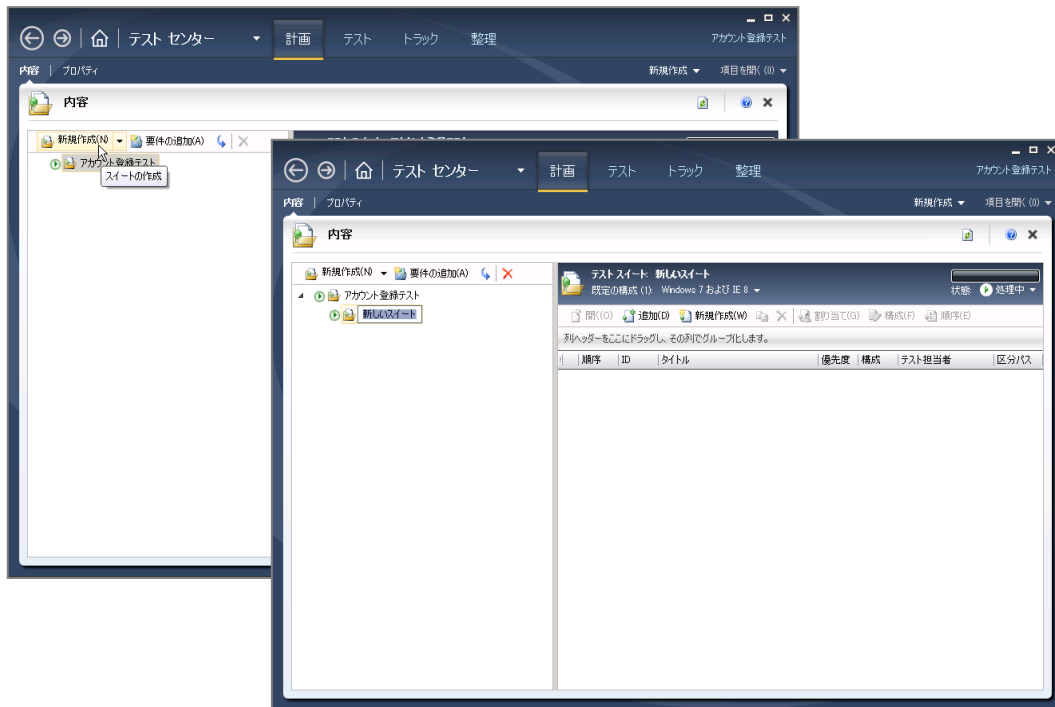 テスト センター
計画
テスト
トラック
整理
アカウント登録テスト
内容
プロパティ
新規作成
項目を開く (0)
内容
新規作成(N)
要件の追加(A)
アカウント登録テスト
スイートの作成
テスト センター
計画
テスト
トラック
整理
アカウント登録テスト
内容
プロパティ
新規作成
項目を開く (0)
内容
新規作成(N)
要件の追加(A)
アカウント登録テスト
新しいスイート
テスト スイート: 新しいスイート
既定の構成 (1): Windows 7 および IE 8
状態: 処理中
開く(O)
追加(D)
新規作成(W)
割り当て(G)
構成(F)
順序(E)
列ヘッダーをここにドラッグし、その列でグループ化します。
順序
ID
タイトル
優先度
構成
テスト担当者
区分パス